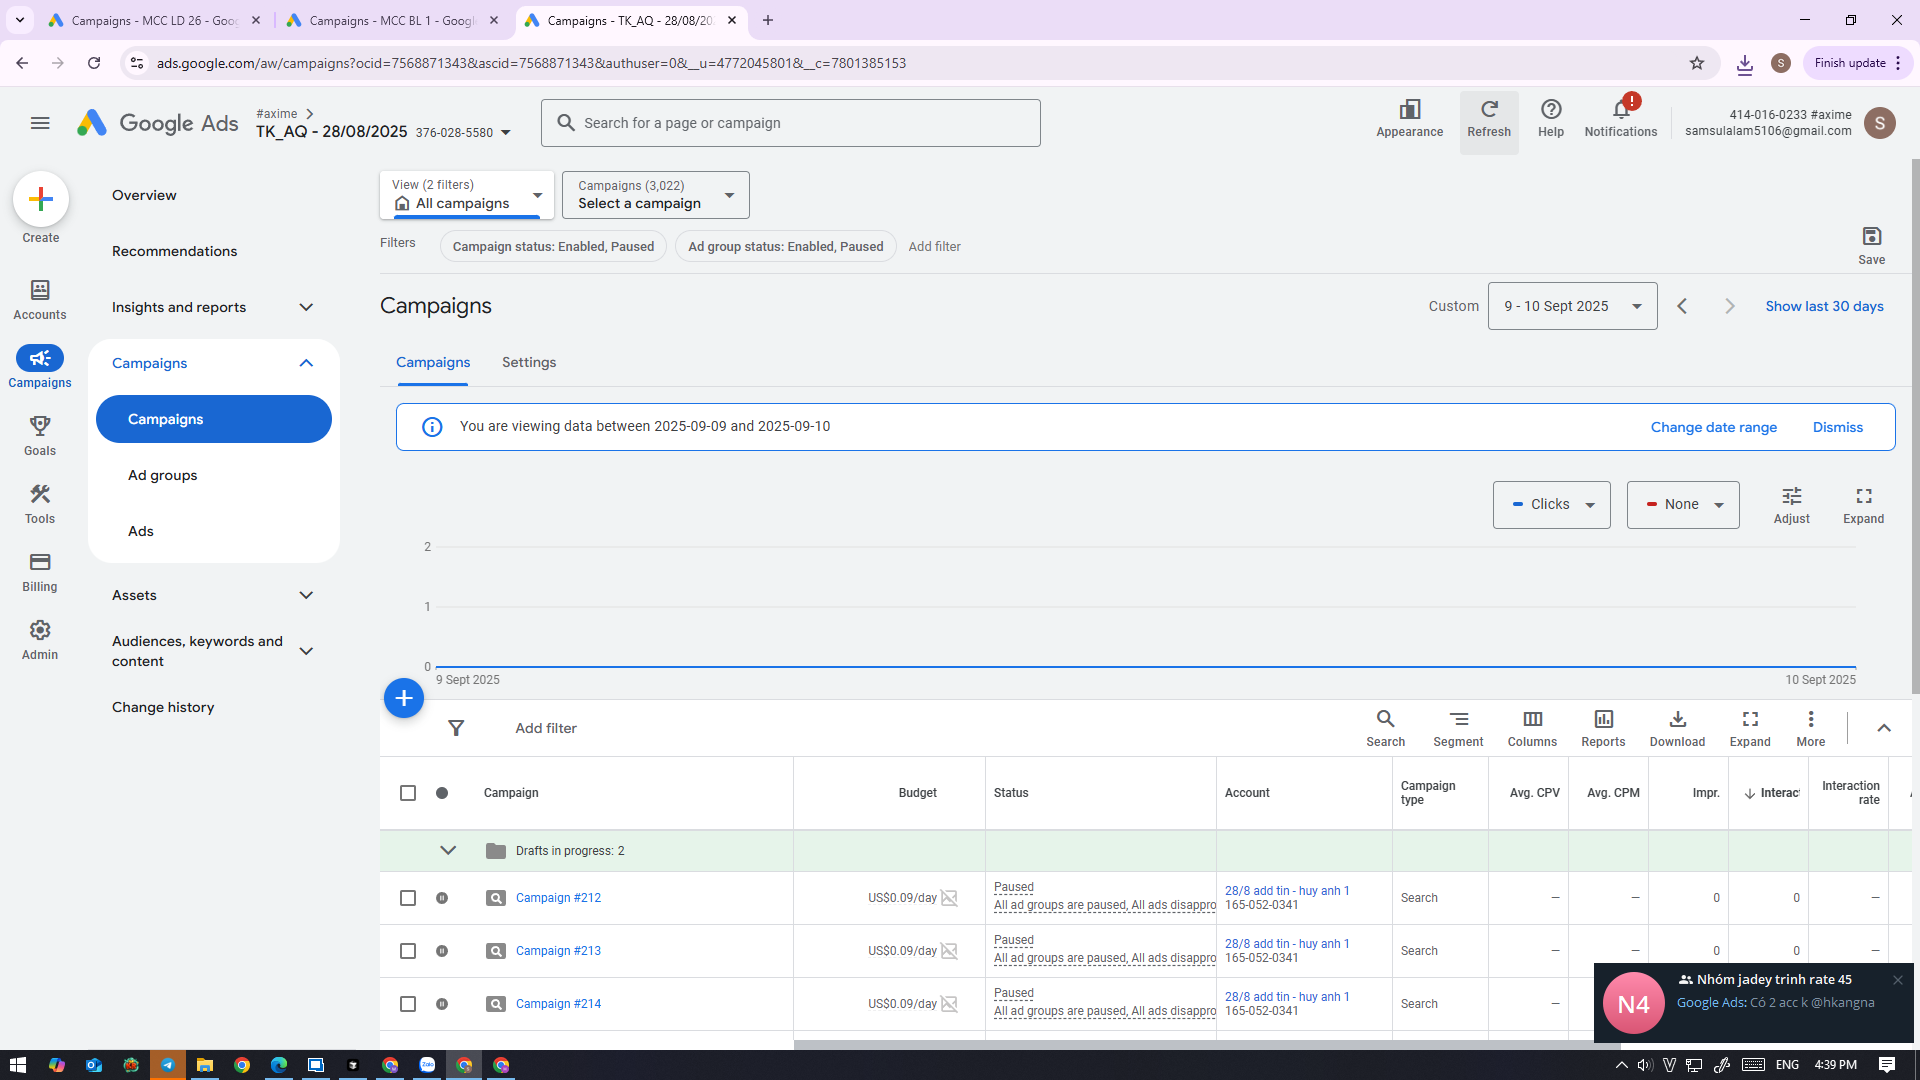 Campaigns - MCC LD 26 - Goog
Campaigns - MCC BL 1 - Google
Campaigns - TK_AQ - 28/08/202
ads.google.com/aw/campaigns?ocid=7568871343&ascid=7568871343&authuser=0&__u=4772045801&__c=7801385153
S
Finish update
Google Ads
#axime
TK_AQ - 28/08/2025 376-028-5580
Search for a page or campaign
Appearance
Refresh
Help
Notifications
414-016-0233 #axime
samsulalam5106@gmail.com
S
Create
Accounts
Campaigns
Goals
Tools
Billing
Admin
Overview
Recommendations
Insights and reports
Campaigns
Campaigns
Ad groups
Ads
Assets
Audiences, keywords and
content
Change history
View (2 filters)
All campaigns
Campaigns (3,022)
Select a campaign
Filters
Campaign status: Enabled, Paused
Ad group status: Enabled, Paused
Add filter
Save
Campaigns
Custom
9 - 10 Sept 2025
Show last 30 days
Campaigns
Settings
You are viewing data between 2025-09-09 and 2025-09-10
Change date range
Dismiss
Clicks
None
Adjust
Expand
2
1
0
9 Sept 2025
10 Sept 2025
Add filter
Search
Segment
Columns
Reports
Download
Expand
More
Campaign
Budget
Status
Account
Campaign
type
Avg. CPV
Avg. CPM
Impr.
Interact
Interaction
rate
Drafts in progress: 2
Campaign #212
US$0.09/day
Paused
All ad groups are paused, All ads disappro
28/8 add tin - huy anh 1
165-052-0341
Search
—
—
0
0
—
Campaign #213
US$0.09/day
Paused
All ad groups are paused, All ads disappro
28/8 add tin - huy anh 1
165-052-0341
Search
—
—
0
0
—
Campaign #214
US$0.09/day
Paused
All ad groups are paused, All ads disappro
28/8 add tin - huy anh 1
165-052-0341
Search
—
N4
Nhóm jadey trinh rate 45
Google Ads: Có 2 acc k @hkangna
ENG
4:39 PM